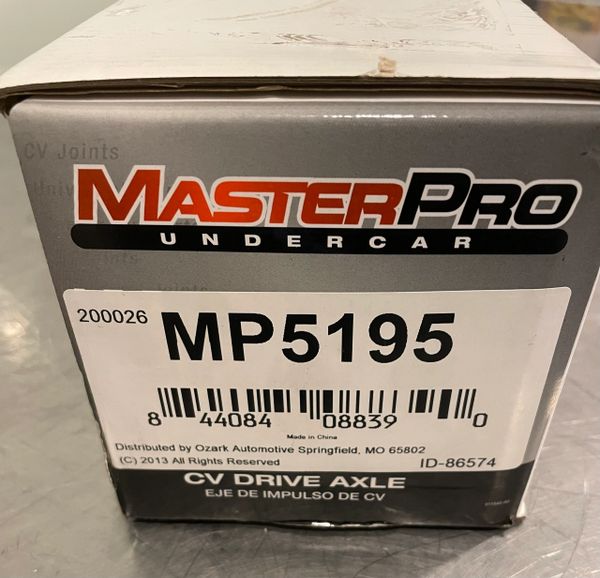 CV Joints
MASTERPRO
UNDERCAR
Joints
200026
MP5195
8 44084 08839 0
Made in China
Distributed by Ozark Automotive Springfield, MO 65802
(C) 2013 All Rights Reserved
ID-86574
CV DRIVE AXLE
EJE DE IMPULSO DE CV